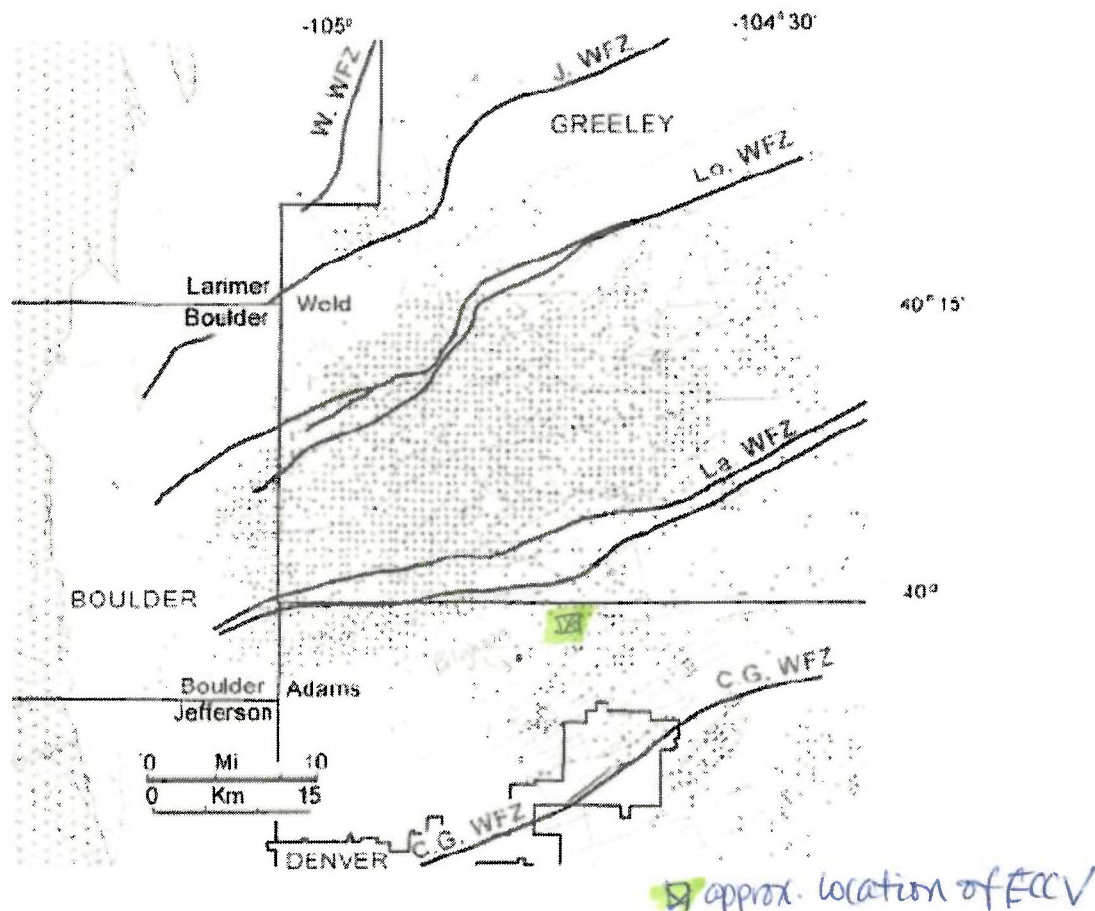 -105°
-104° 30'
W. WFZ
J. WFZ
GREELEY
Lo. WFZ
Larimer
Boulder
Weld
40° 15'
La. WFZ
BOULDER
40°
C.G. WFZ
Boulder
Jefferson
Adams
0 Mi 10
0 Km 15
C.G. WFZ
DENVER
approx. location of ECCV